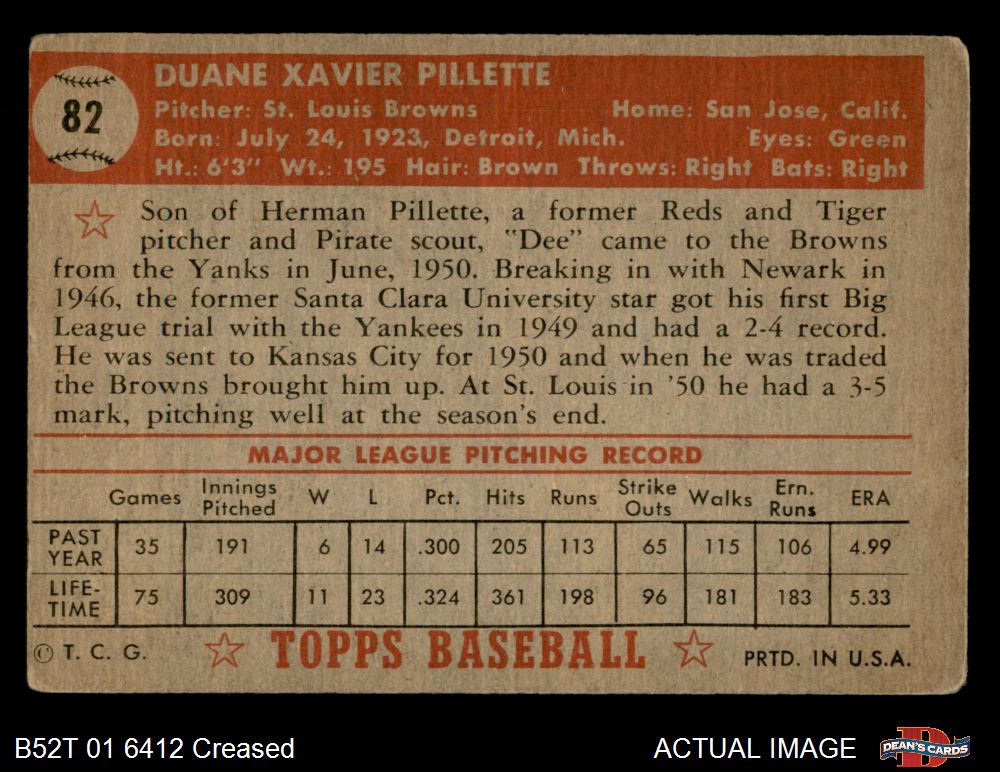 82
DUANE XAVIER PILLETTE
Pitcher: St. Louis Browns Home: San Jose, Calif.
Born: July 24, 1923, Detroit, Mich. Eyes: Green
Ht.: 6'3" Wt.: 195 Hair: Brown Throws: Right Bats: Right
Son of Herman Pillette, a former Reds and Tiger
pitcher and Pirate scout, "Dee" came to the Browns
from the Yanks in June, 1950. Breaking in with Newark in
1946, the former Santa Clara University star got his first Big
League trial with the Yankees in 1949 and had a 2-4 record.
He was sent to Kansas City for 1950 and when he was traded
the Browns brought him up. At St. Louis in '50 he had a 3-5
mark, pitching well at the season's end.
MAJOR LEAGUE PITCHING RECORD
Games Innings Pitched W L Pct. Hits Runs Strike Outs Walks Ern. Runs ERA
PAST YEAR 35 191 6 14 .300 205 113 65 115 106 4.99
LIFE-TIME 75 309 11 23 .324 361 198 96 181 183 5.33
© T. C. G. TOPPS BASEBALL PRTD. IN U.S.A.
B52T 01 6412 Creased ACTUAL IMAGE DEAN'S CARDS